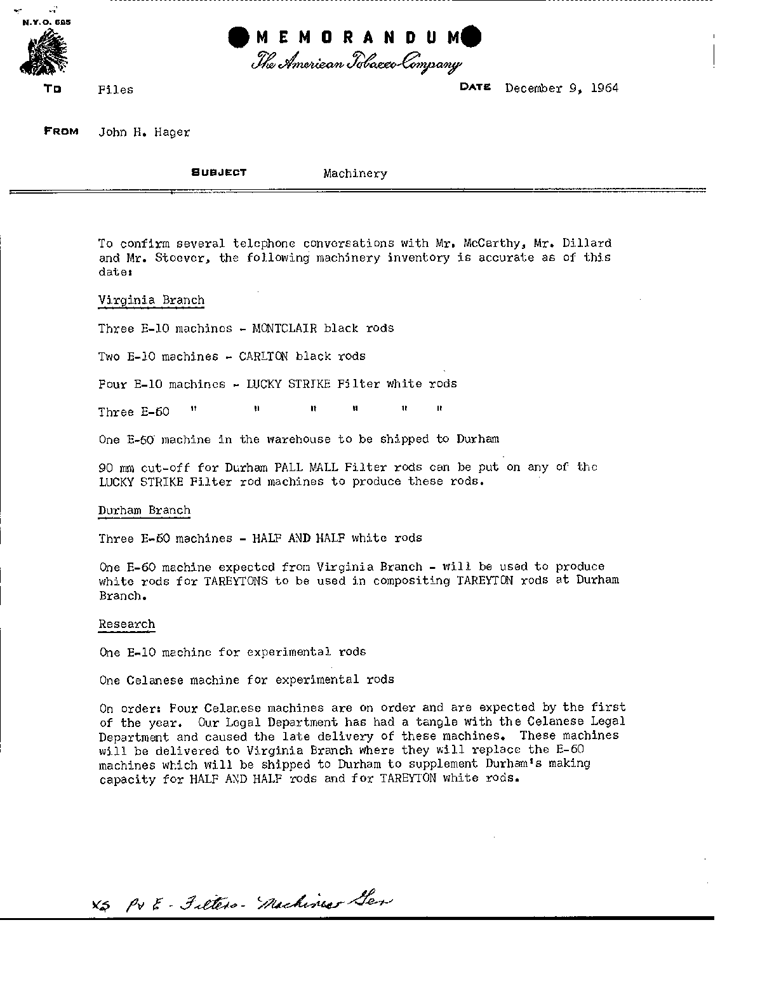 N.Y.O. 525
MEMORANDUM
The American Tobacco Company
TO Files DATE December 9, 1964
FROM John H. Hager
SUBJECT Machinery
To confirm several telephone conversations with Mr. McCarthy, Mr. Dillard
and Mr. Stoever, the following machinery inventory is accurate as of this
date:
Virginia Branch
Three E-10 machines - MONTCLAIR black rods
Two E-10 machines - CARLTON black rods
Four E-10 machines - LUCKY STRIKE Filter white rods
Three E-60 " " " " " "
One E-60 machine in the warehouse to be shipped to Durham
90 mm cut-off for Durham PALL MALL Filter rods can be put on any of the
LUCKY STRIKE Filter rod machines to produce these rods.
Durham Branch
Three E-60 machines - HALF AND HALF white rods
One E-60 machine expected from Virginia Branch - will be used to produce
white rods for TAREYTONS to be used in compositing TAREYTON rods at Durham
Branch.
Research
One E-10 machine for experimental rods
One Celanese machine for experimental rods
On order: Four Celanese machines are on order and are expected by the first
of the year. Our Legal Department has had a tangle with the Celanese Legal
Department and caused the late delivery of these machines. These machines
will be delivered to Virginia Branch where they will replace the E-60
machines which will be shipped to Durham to supplement Durham's making
capacity for HALF AND HALF rods and for TAREYTON white rods.
XS Pv E - Filters - Machines Gen